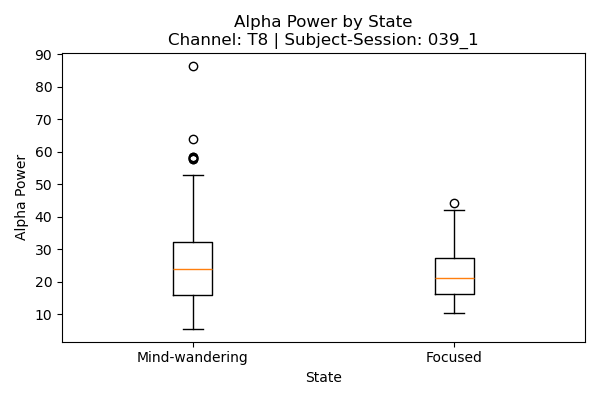 Alpha Power by State
Channel: T8 | Subject-Session: 039_1
Alpha Power
90
80
70
60
50
40
30
20
10
Mind-wandering
Focused
State